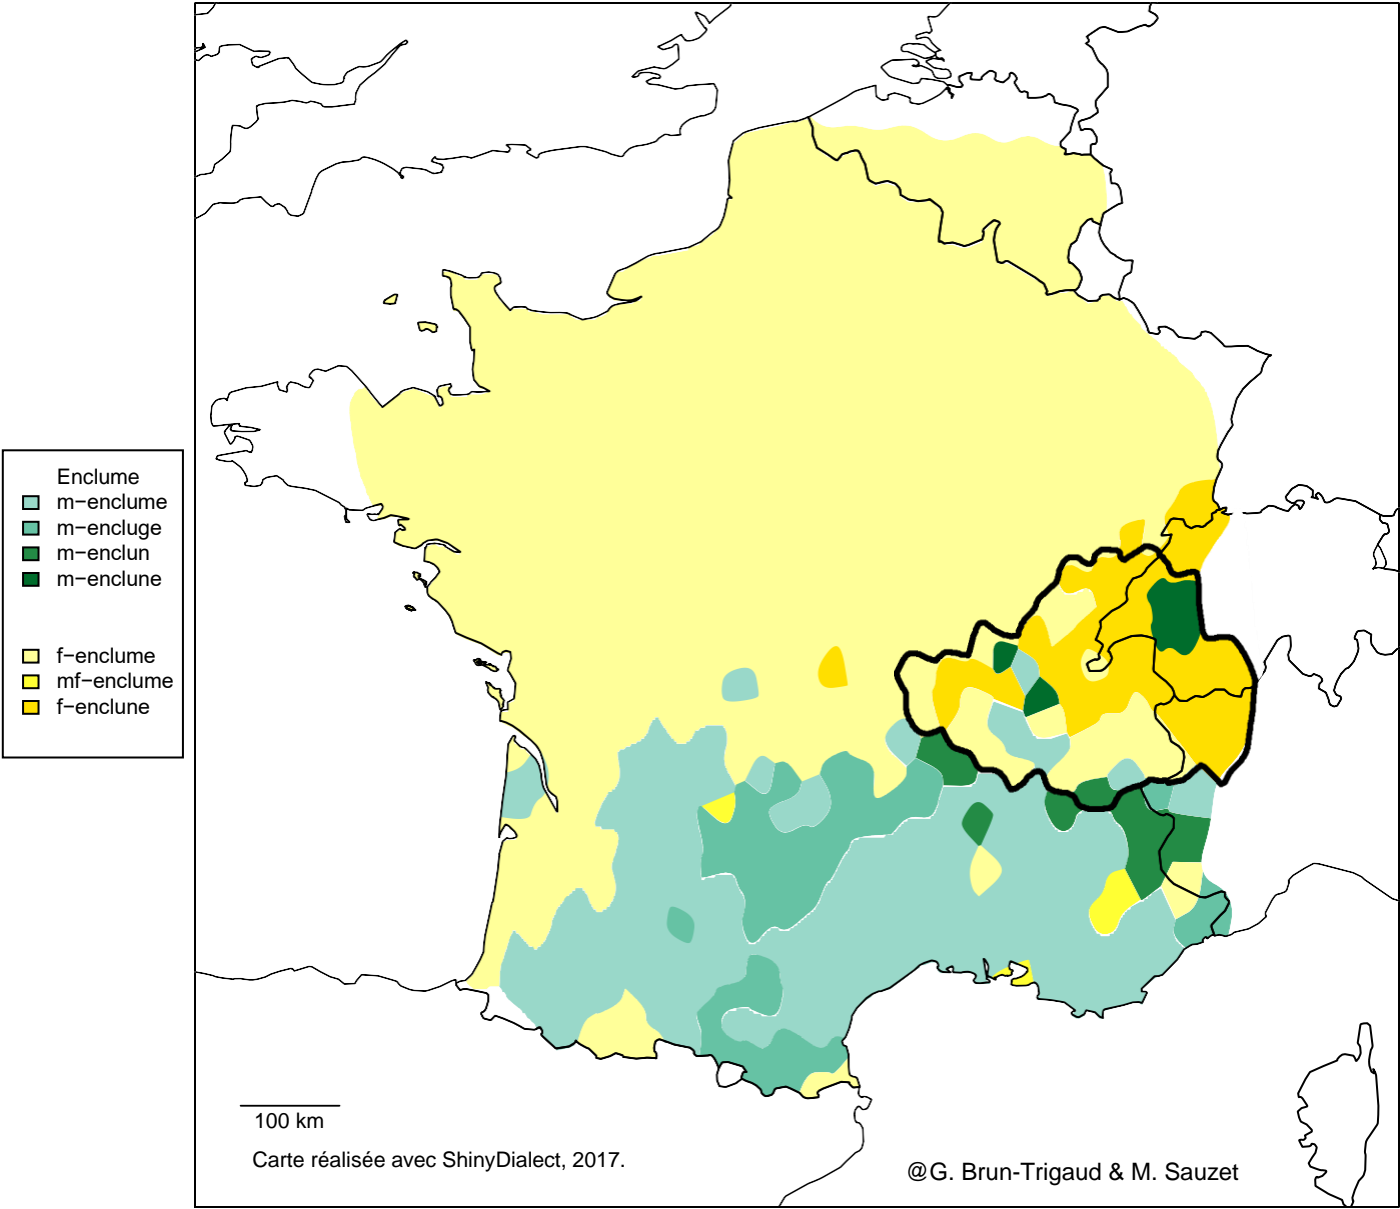 Enclume
m−enclume
m−encluge
m−enclun
m−enclune
f−enclume
mf−enclume
f−enclune
100 km
Carte réalisée avec ShinyDialect, 2017.
@G. Brun-Trigaud & M. Sauzet